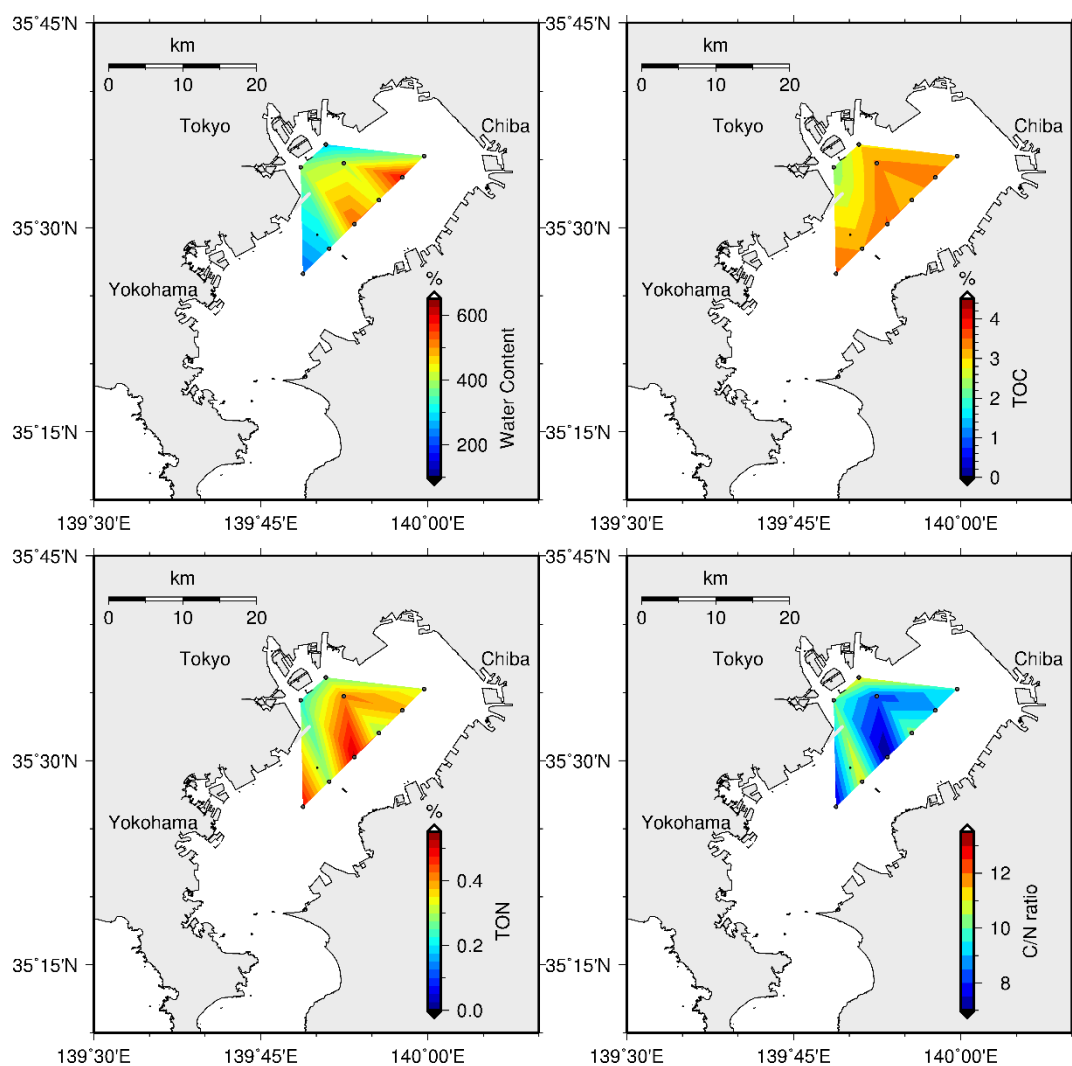 35°45'N
km
0 10 20
Tokyo
Chiba
35°30'N
Yokohama
%
600
400
200
Water Content
35°15'N
139°30'E
139°45'E
140°00'E
35°45'N
km
0 10 20
Tokyo
Chiba
35°30'N
Yokohama
%
4
3
2
1
0
TOC
35°15'N
139°30'E
139°45'E
140°00'E
35°45'N
km
0 10 20
Tokyo
Chiba
35°30'N
Yokohama
%
0.4
0.2
0.0
TON
35°15'N
139°30'E
139°45'E
140°00'E
35°45'N
km
0 10 20
Tokyo
Chiba
35°30'N
Yokohama
12
10
8
C/N ratio
35°15'N
139°30'E
139°45'E
140°00'E